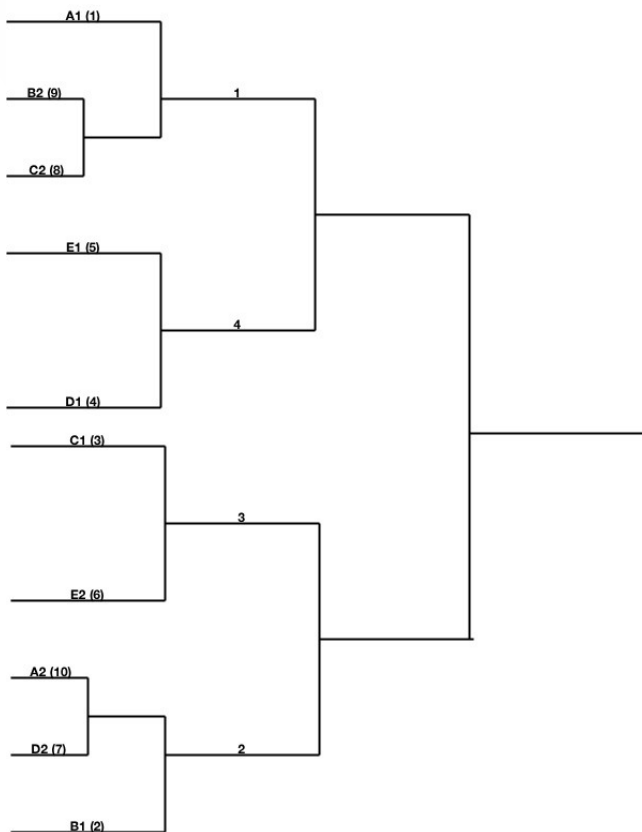 A1 (1)
B2 (9)
1
C2 (8)
E1 (5)
4
D1 (4)
C1 (3)
3
E2 (6)
A2 (10)
D2 (7)
2
B1 (2)